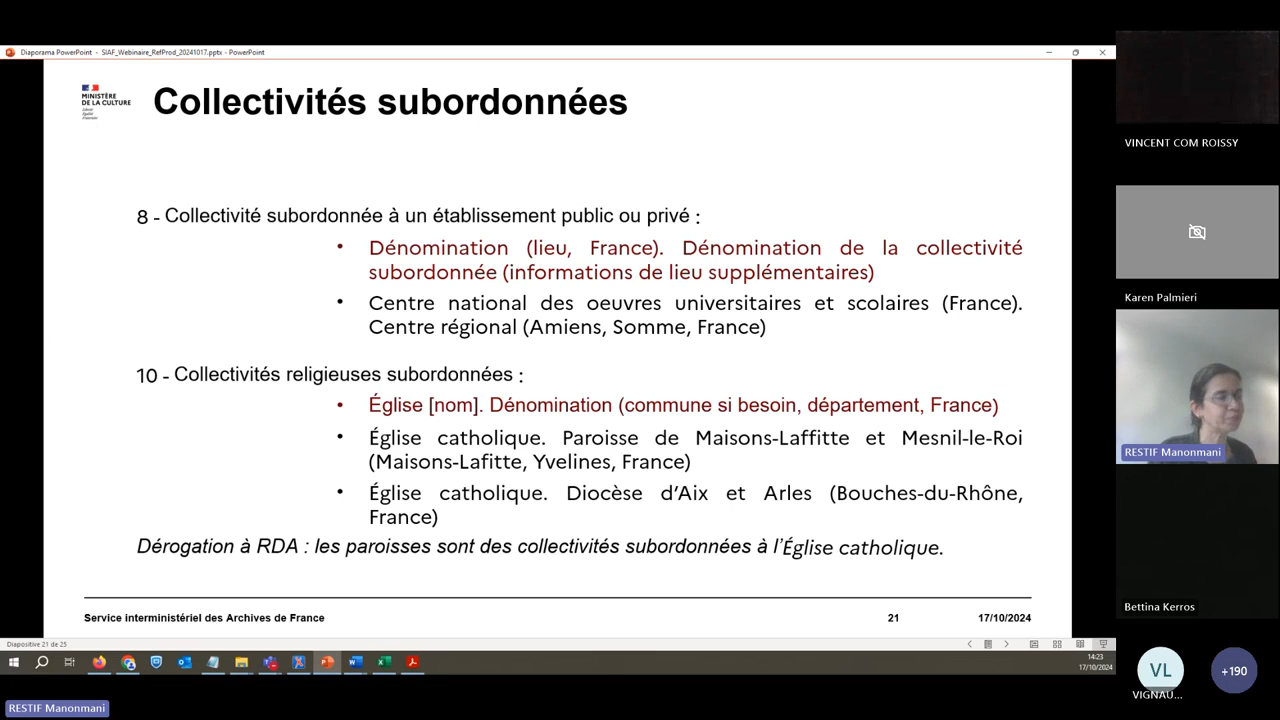 Diaporama PowerPoint - SIAF_Webinaire_RefProd_20241017.pptx - PowerPoint
MINISTÈRE
DE LA CULTURE
Liberté
Égalité
Fraternité
Collectivités subordonnées
8 - Collectivité subordonnée à un établissement public ou privé :
• Dénomination (lieu, France). Dénomination de la collectivité
subordonnée (informations de lieu supplémentaires)
• Centre national des oeuvres universitaires et scolaires (France).
Centre régional (Amiens, Somme, France)
10 - Collectivités religieuses subordonnées :
• Église [nom]. Dénomination (commune si besoin, département, France)
• Église catholique. Paroisse de Maisons-Laffitte et Mesnil-le-Roi
(Maisons-Lafitte, Yvelines, France)
• Église catholique. Diocèse d’Aix et Arles (Bouches-du-Rhône,
France)
Dérogation à RDA : les paroisses sont des collectivités subordonnées à l’Église catholique.
Service interministériel des Archives de France
21
17/10/2024
Diapositive 21 de 25
14:23
17/10/2024
VINCENT COM ROISSY
Karen Palmieri
RESTIF Manonmani
Bettina Kerros
VL
VIGNAU...
+190
RESTIF Manonmani